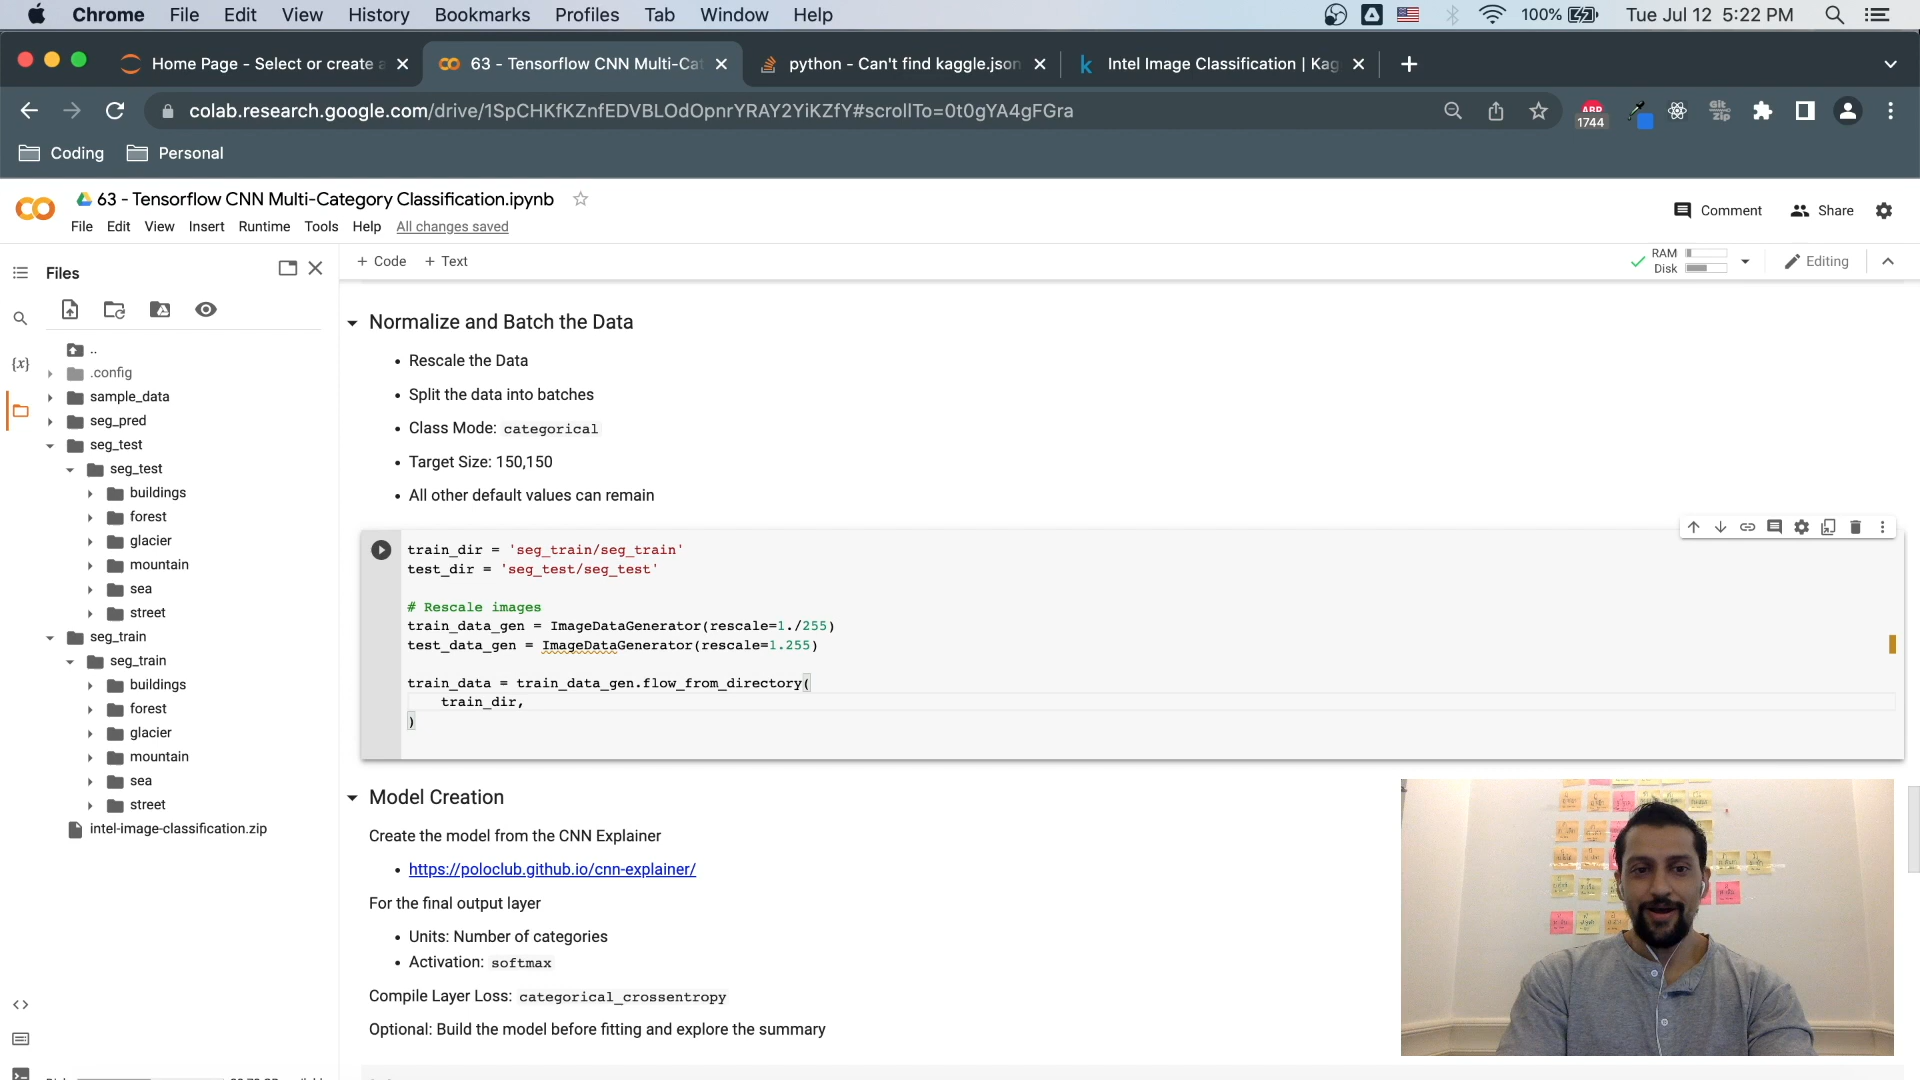 Chrome File Edit View History Bookmarks Profiles Tab Window Help 100% Tue Jul 12 5:22 PM
Home Page - Select or create a 63 - Tensorflow CNN Multi-Cat python - Can't find kaggle.json Intel Image Classification | Kag
colab.research.google.com/drive/1SpCHKfKZnfEDVBLOdOpnrYRAY2YiKZfY#scrollTo=0t0gYA4gFGra ABP 1744 Git Zip
Coding Personal
63 - Tensorflow CNN Multi-Category Classification.ipynb
File Edit View Insert Runtime Tools Help All changes saved
Comment Share
Files
..
.config
sample_data
seg_pred
seg_test
seg_test
buildings
forest
glacier
mountain
sea
street
seg_train
seg_train
buildings
forest
glacier
mountain
sea
street
intel-image-classification.zip
+ Code + Text
RAM
Disk
Editing
Normalize and Batch the Data
• Rescale the Data
• Split the data into batches
• Class Mode: categorical
• Target Size: 150,150
• All other default values can remain
train_dir = 'seg_train/seg_train'
test_dir = 'seg_test/seg_test'
# Rescale images
train_data_gen = ImageDataGenerator(rescale=1./255)
test_data_gen = ImageDataGenerator(rescale=1.255)
train_data = train_data_gen.flow_from_directory(
train_dir,
)
Model Creation
Create the model from the CNN Explainer
• https://poloclub.github.io/cnn-explainer/
For the final output layer
• Units: Number of categories
• Activation: softmax
Compile Layer Loss: categorical_crossentropy
Optional: Build the model before fitting and explore the summary